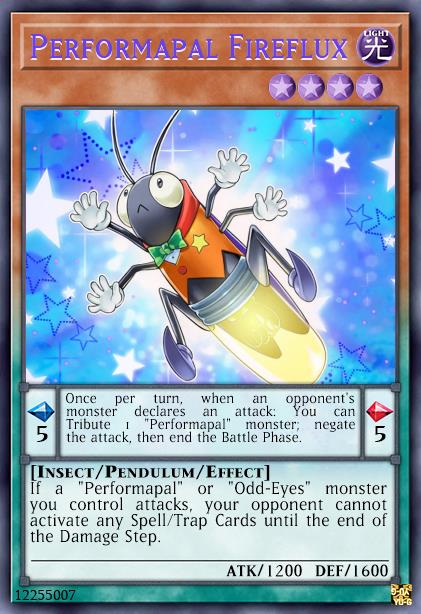 Performapal Fireflux
LIGHT
光
Once per turn, when an opponent's
monster declares an attack: You can
Tribute 1 "Performapal" monster; negate
the attack, then end the Battle Phase.
5
5
[Insect/Pendulum/Effect]
If a "Performapal" or "Odd-Eyes" monster
you control attacks, your opponent cannot
activate any Spell/Trap Cards until the end of
the Damage Step.
ATK/1200 DEF/1600
12255007